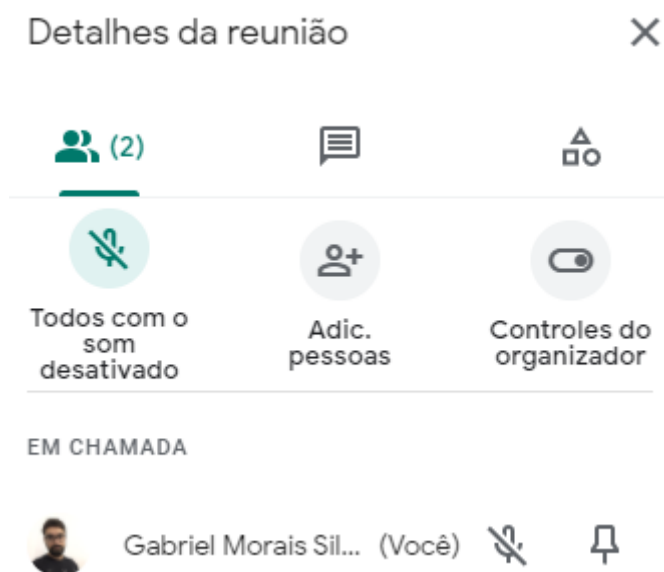 Detalhes da reunião
(2)
Todos com o
som
desativado
Adic.
pessoas
Controles do
organizador
EM CHAMADA
Gabriel Morais Sil... (Você)